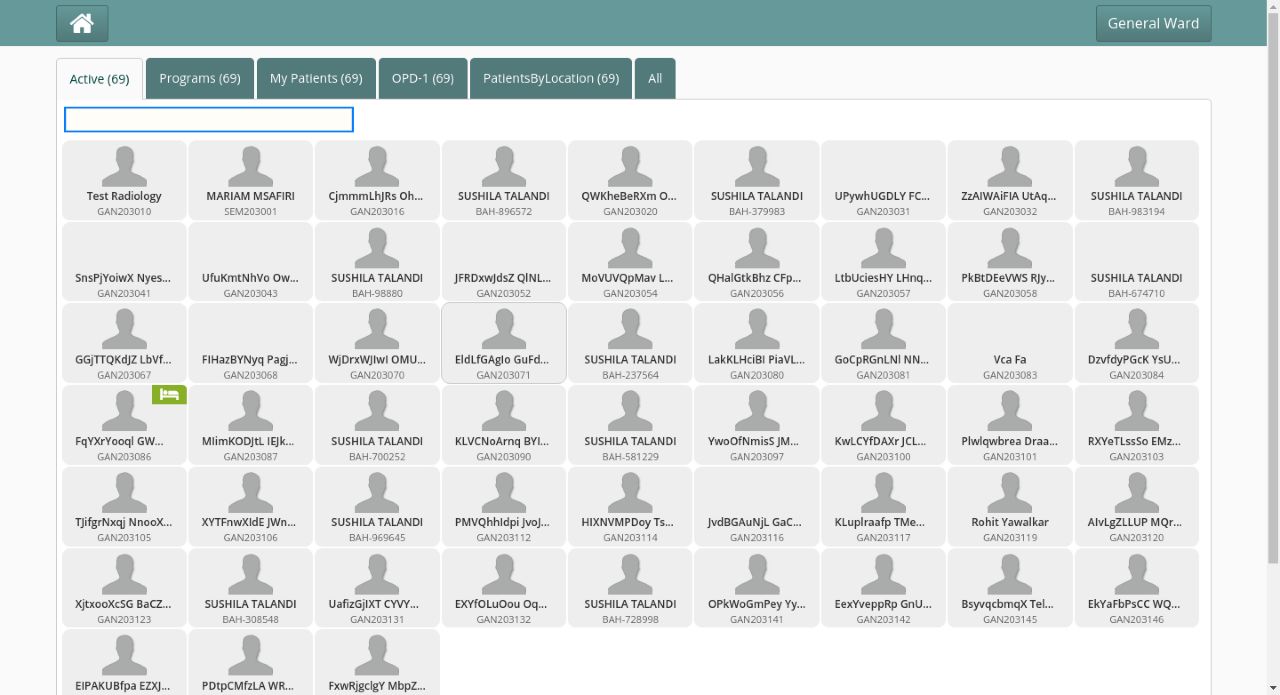 General Ward
Active (69)
Programs (69)
My Patients (69)
OPD-1 (69)
PatientsByLocation (69)
All
Test Radiology
GAN203010
MARIAM MSAFIRI
SEM203001
CjmmmLhJRs Oh...
GAN203016
SUSHILA TALANDI
BAH-896572
QWKheBeRXm O...
GAN203020
SUSHILA TALANDI
BAH-379983
UPywhUGDLY FC...
GAN203031
ZzAIWAiFIA UtAq...
GAN203032
SUSHILA TALANDI
BAH-983194
SnsPjYoiwX Nyes...
GAN203041
UfuKmtNhVo Ow...
GAN203043
SUSHILA TALANDI
BAH-98880
JFRDxwJdsZ QlNL...
GAN203052
MoVUVQpMav L...
GAN203054
QHalGtkBhz CFp...
GAN203056
LtbUciesHY LHnq...
GAN203057
PkBtDEeVWS RJy...
GAN203058
SUSHILA TALANDI
BAH-674710
GGjTTQKdJZ LbVf...
GAN203067
FIHazBYNyq Pagj...
GAN203068
WjDrxWJIwI OMU...
GAN203070
EldLfGAgIo GuFd...
GAN203071
SUSHILA TALANDI
BAH-237564
LakKLHciBI PiaVL...
GAN203080
GoCpRGnLNl NN...
GAN203081
Vca Fa
GAN203083
DzvfdyPGcK YsU...
GAN203084
FqYXrYooql GW...
GAN203086
MIimKODJtL IEJk...
GAN203087
SUSHILA TALANDI
BAH-700252
KLVCNoArnq BYI...
GAN203090
SUSHILA TALANDI
BAH-581229
YwoOfNmisS JM...
GAN203097
KwLCYfDAXr JCL...
GAN203100
Plwlqwbrea Draa...
GAN203101
RXYeTLssSo EMz...
GAN203103
TJifgrNxqj NnooX...
GAN203105
XYTFnwXIdE JWn...
GAN203106
SUSHILA TALANDI
BAH-969645
PMVQhhIdpi JvoJ...
GAN203112
HIXNVMPDoy Ts...
GAN203114
JvdBGAuNjL GaC...
GAN203116
KLuplraafp TMe...
GAN203117
Rohit Yawalkar
GAN203119
AIvLgZLLUP MQr...
GAN203120
XjtxooXcSG BaCZ...
GAN203123
SUSHILA TALANDI
BAH-308548
UafizGjIXT CYVY...
GAN203131
EXYfOLuOou Oq...
GAN203132
SUSHILA TALANDI
BAH-728998
OPkWoGmPey Yy...
GAN203141
EexYveppRp GnU...
GAN203142
BsyvqcbmqX Tel...
GAN203145
EkYaFbPsCC WQ...
GAN203146
EIPAKUBfpa EZXJ...
PDtpCMfzLA WR...
FxwRjgclgY MbpZ...